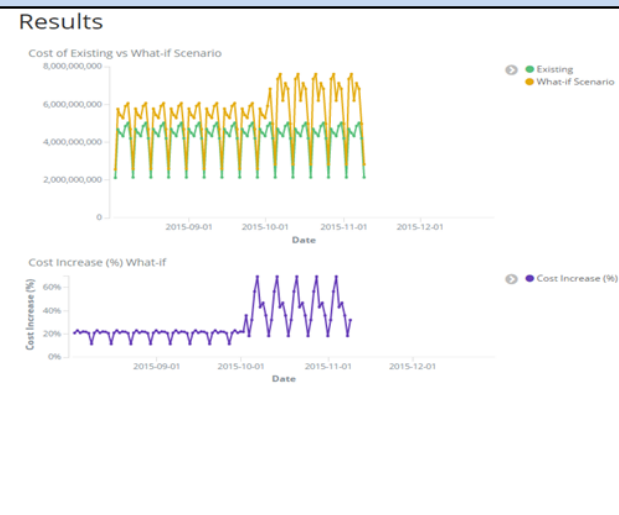 Results
Cost of Existing vs What-if Scenario
8,000,000,000
6,000,000,000
4,000,000,000
2,000,000,000
0
2015-09-01 2015-10-01 2015-11-01 2015-12-01
Date
Existing
What-if Scenario
Cost Increase (%) What-if
Cost Increase (%)
60%
40%
20%
0%
2015-09-01 2015-10-01 2015-11-01 2015-12-01
Date
Cost Increase (%)